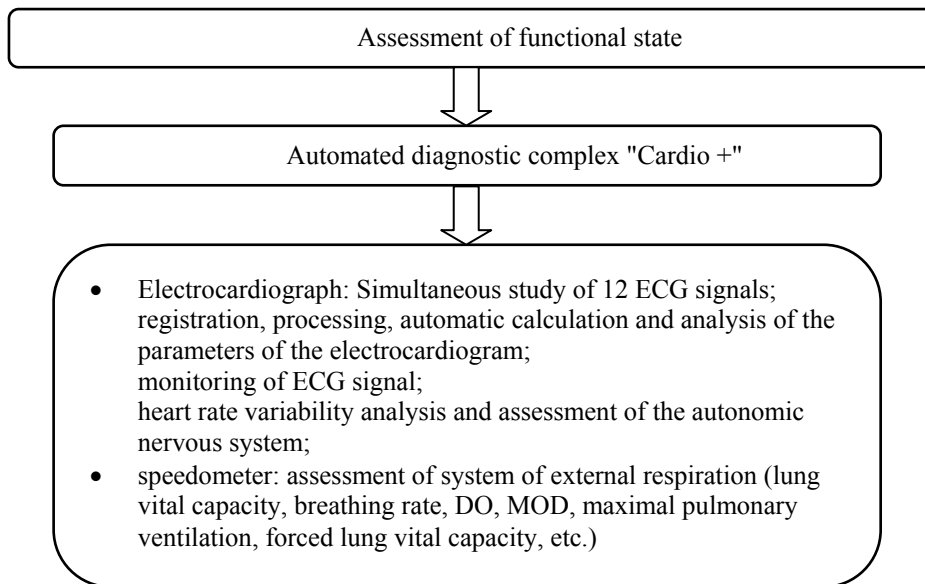 Assessment of functional state
Automated diagnostic complex "Cardio +"
• Electrocardiograph: Simultaneous study of 12 ECG signals;
registration, processing, automatic calculation and analysis of the
parameters of the electrocardiogram;
monitoring of ECG signal;
heart rate variability analysis and assessment of the autonomic
nervous system;
• speedometer: assessment of system of external respiration (lung
vital capacity, breathing rate, DO, MOD, maximal pulmonary
ventilation, forced lung vital capacity, etc.)